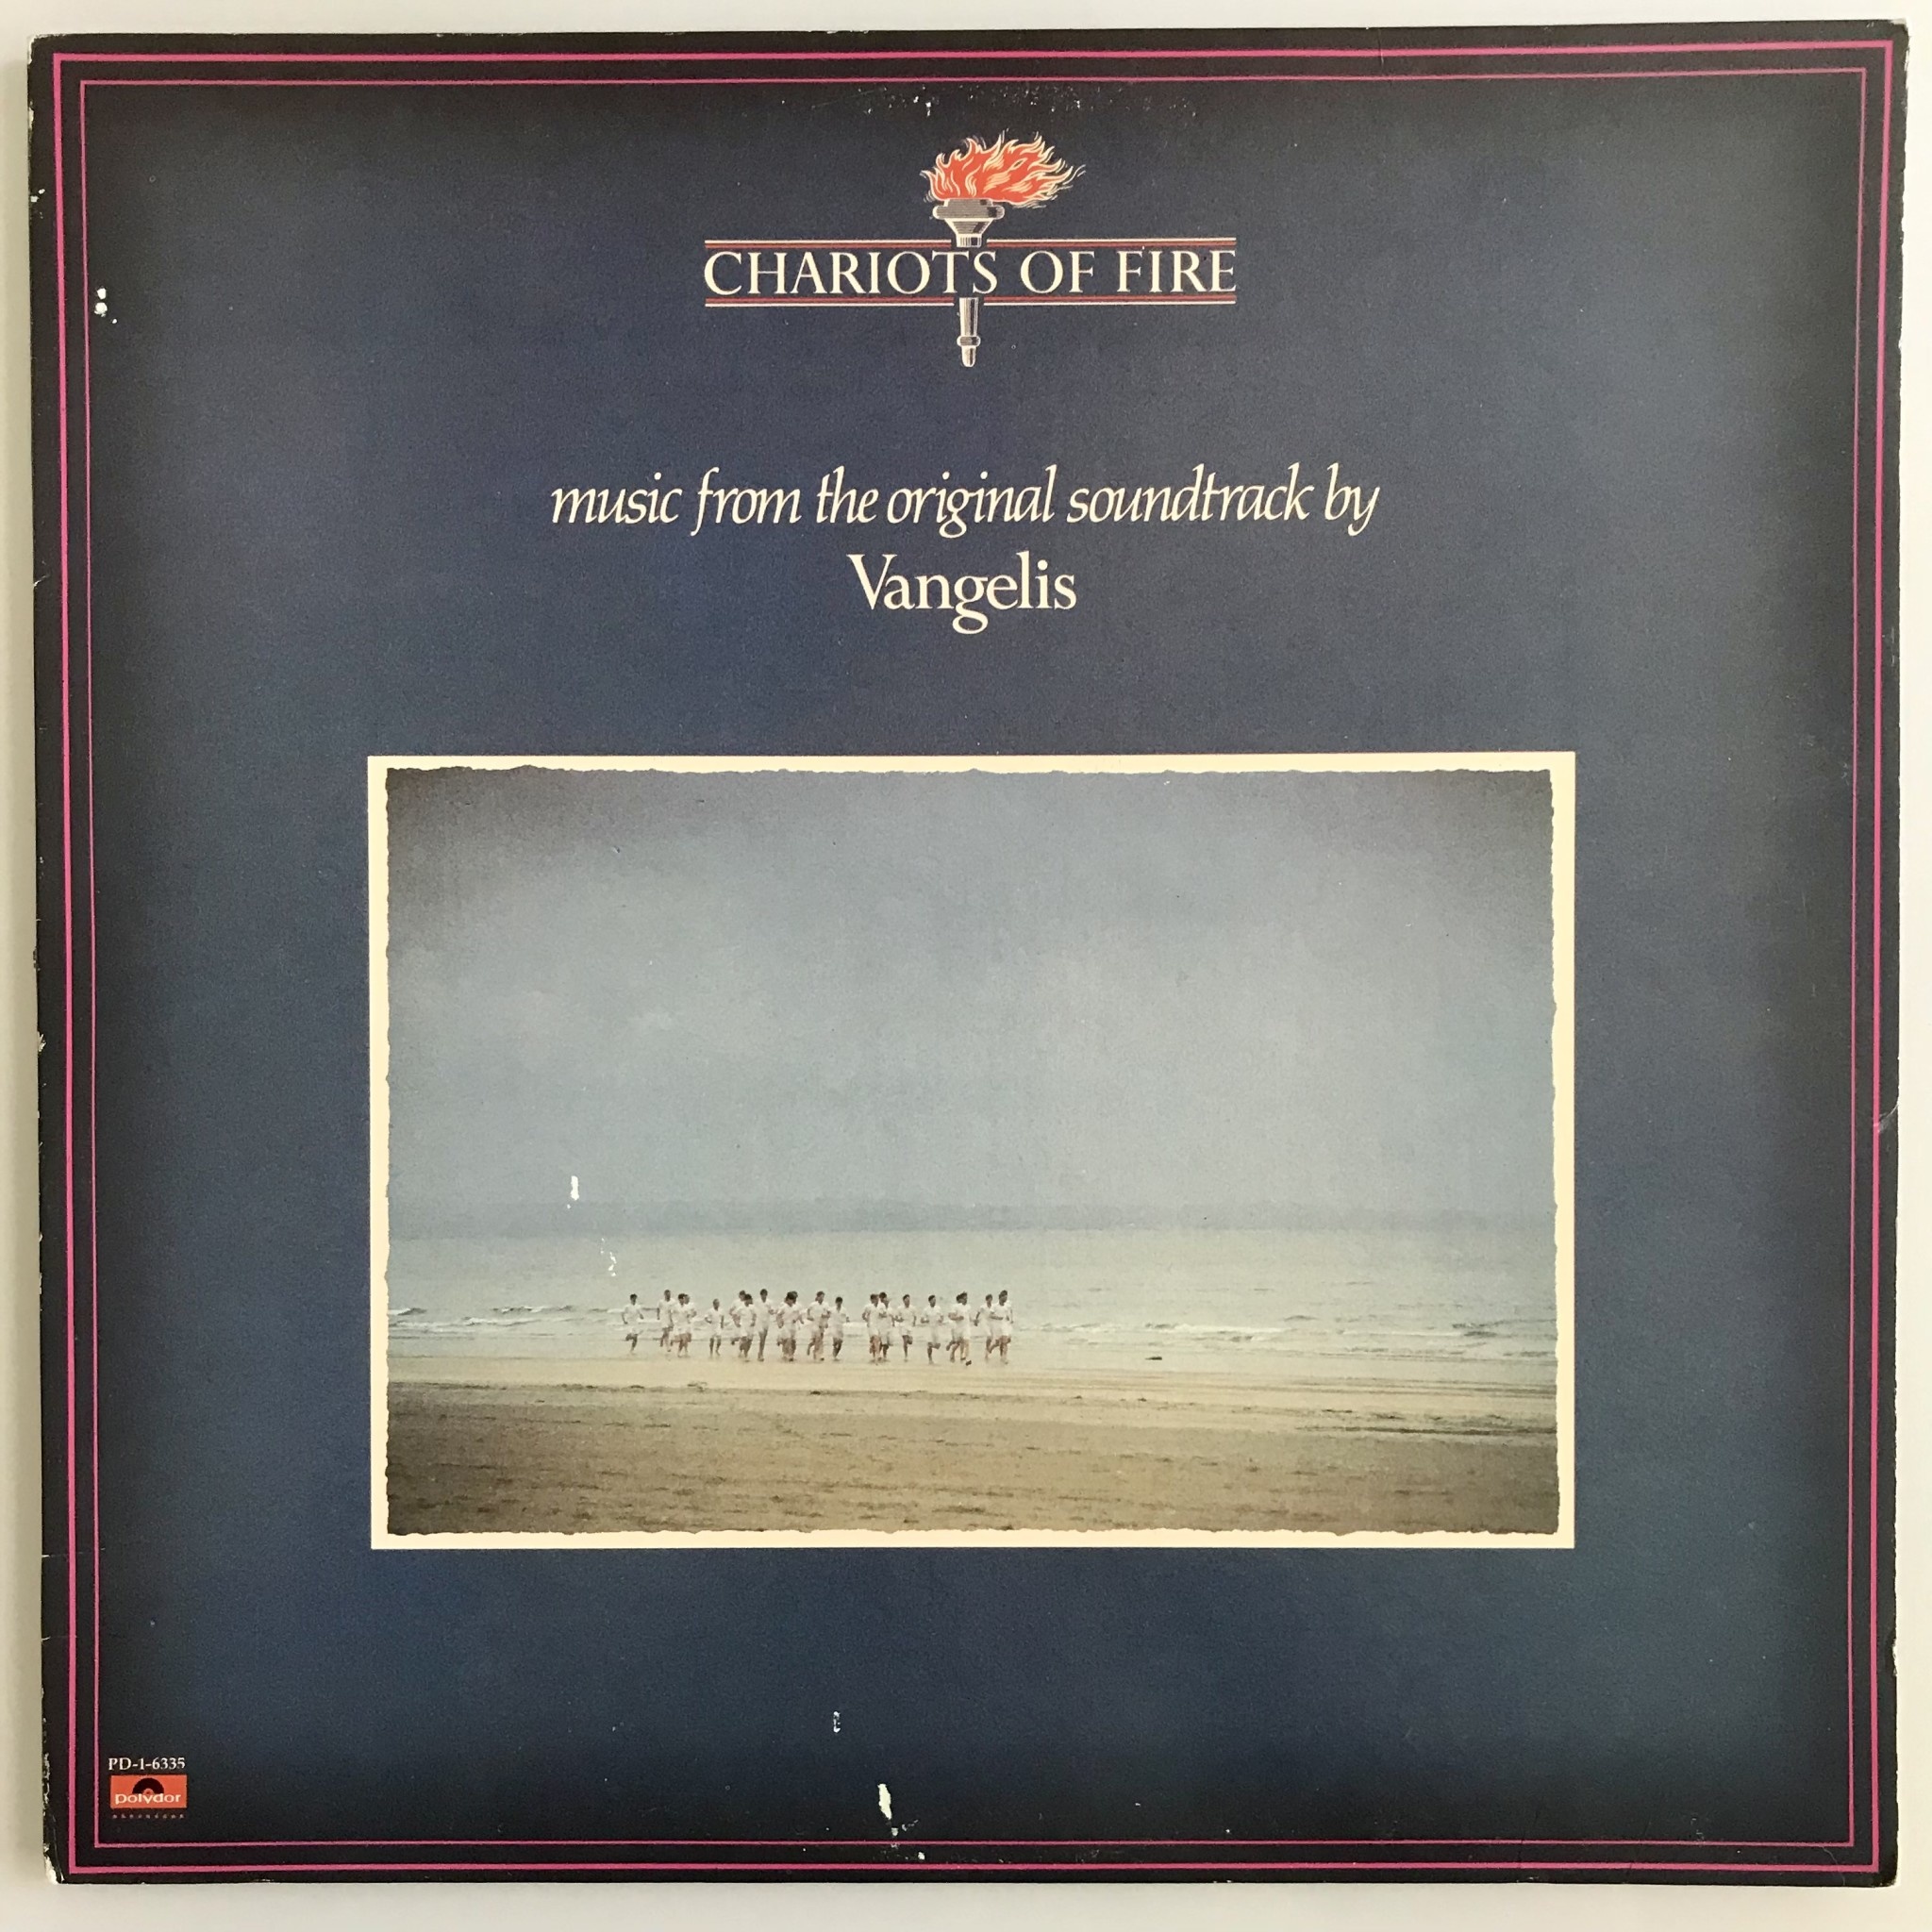 CHARIOTS OF FIRE
music from the original soundtrack by
Vangelis
PD-1-6335
polydor